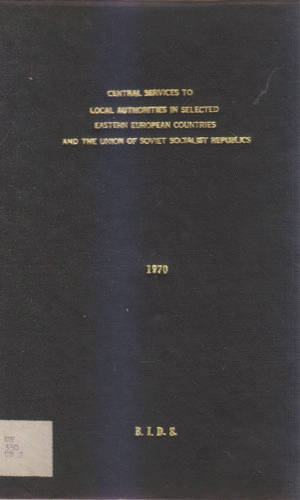 CENTRAL SERVICES TO
LOCAL AUTHORITIES IN SELECTED
EASTERN EUROPEAN COUNTRIES
AND THE UNION OF SOVIET SOCIALIST REPUBLICS
1970
B. I. D. S.